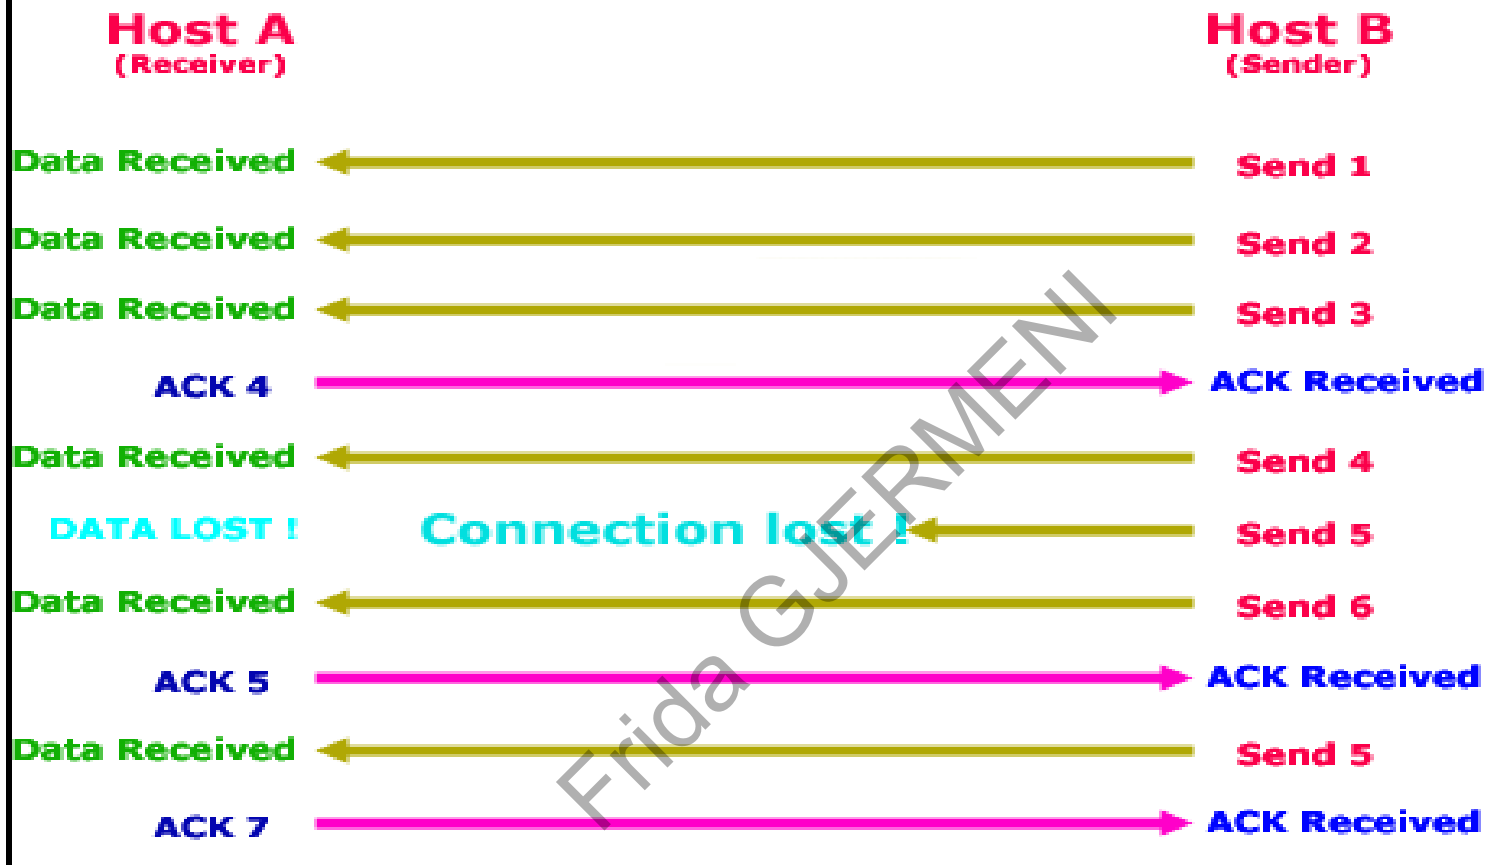 Host A
(Receiver)
Host B
(Sender)
Data Received
Send 1
Data Received
Send 2
Data Received
Send 3
ACK 4
ACK Received
Data Received
Send 4
DATA LOST !
Connection lost !
Send 5
Data Received
Send 6
ACK 5
ACK Received
Data Received
Send 5
ACK 7
ACK Received
Frida GJERMENI